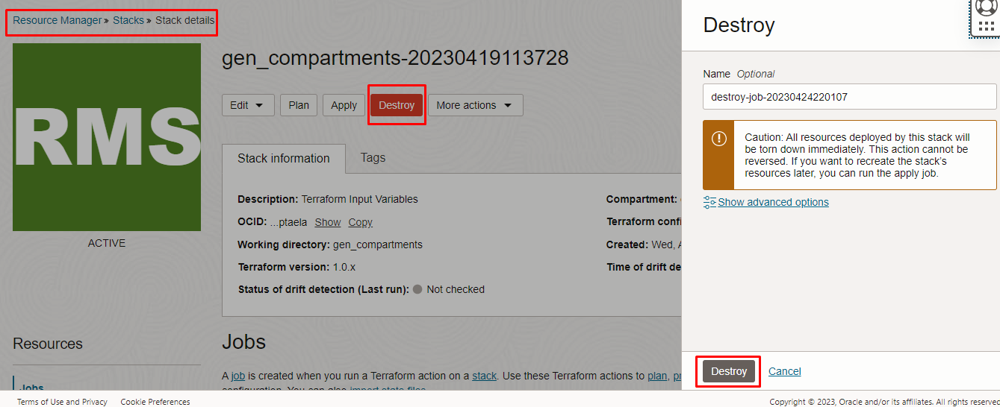 Resource Manager » Stacks » Stack details
RMS
ACTIVE
gen_compartments-20230419113728
Edit Plan Apply Destroy More actions
Stack information Tags
Description: Terraform Input Variables
OCID: ...ptaela Show Copy
Working directory: gen_compartments
Terraform version: 1.0.x
Status of drift detection (Last run): Not checked
Compartment:
Terraform confi
Created: Wed, A
Time of drift de
Resources
Jobs
Jobs
A job is created when you run a Terraform action on a stack. Use these Terraform actions to plan, pr
configuration. You can also import state files.
Destroy
Name Optional
destroy-job-20230424220107
Caution: All resources deployed by this stack will
be torn down immediately. This action cannot be
reversed. If you want to recreate the stack's
resources later, you can run the apply job.
Show advanced options
Destroy Cancel
Terms of Use and Privacy Cookie Preferences
Copyright © 2023, Oracle and/or its affiliates. All rights reserved